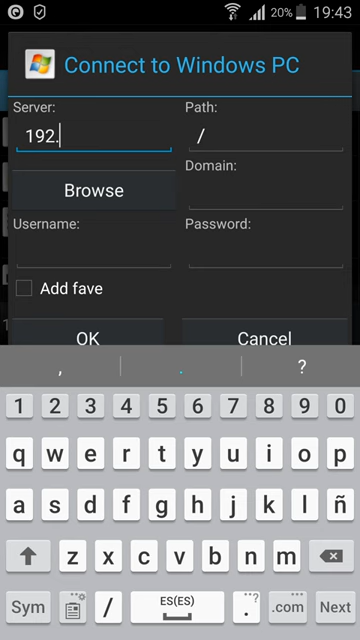 20% 19:43
Connect to Windows PC
Server: Path:
192. /
Domain:
Browse
Username: Password:
Add fave
OK Cancel
, . ?
1 2 3 4 5 6 7 8 9 0
q w e r t y u i o p
a s d f g h j k l ñ
z x c v b n m
Sym / ES(ES) . ...? .com Next